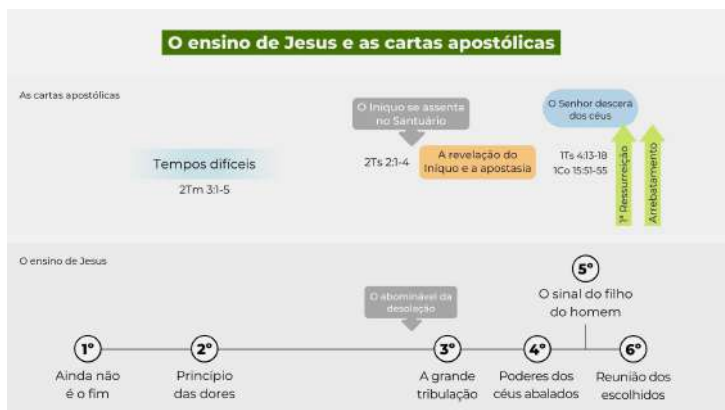 O ensino de Jesus e as cartas apostólicas
As cartas apostólicas
O Iníquo se assenta
no Santuário
O Senhor descerá
dos céus
Tempos difíceis
2Tm 3:1-5
2Ts 2:1-4
A revelação do
Iníquo e a apostasia
1Ts 4:13-18
1Co 15:51-55
1ª Ressurreição
Arrebatamento
O ensino de Jesus
O abominável da
desolação
5º
O sinal do filho
do homem
1º
Ainda não
é o fim
2º
Princípio
das dores
3º
A grande
tribulação
4º
Poderes dos
céus abalados
6º
Reunião dos
escolhidos